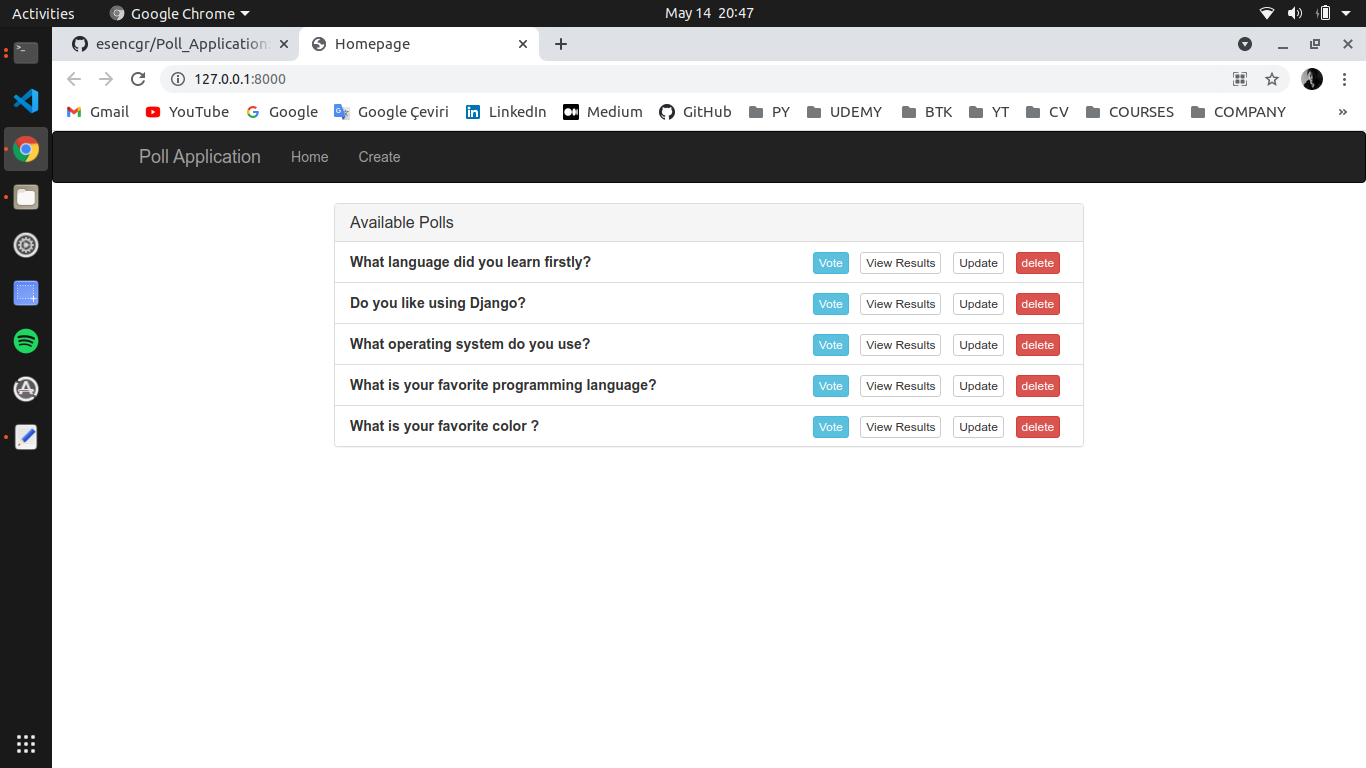 Activities Google Chrome May 14 20:47
esencgr/Poll_Application: Homepage
127.0.0.1:8000
Gmail YouTube Google Google Çeviri LinkedIn Medium GitHub PY UDEMY BTK YT CV COURSES COMPANY »
Poll Application Home Create
Available Polls
What language did you learn firstly? Vote View Results Update delete
Do you like using Django? Vote View Results Update delete
What operating system do you use? Vote View Results Update delete
What is your favorite programming language? Vote View Results Update delete
What is your favorite color ? Vote View Results Update delete